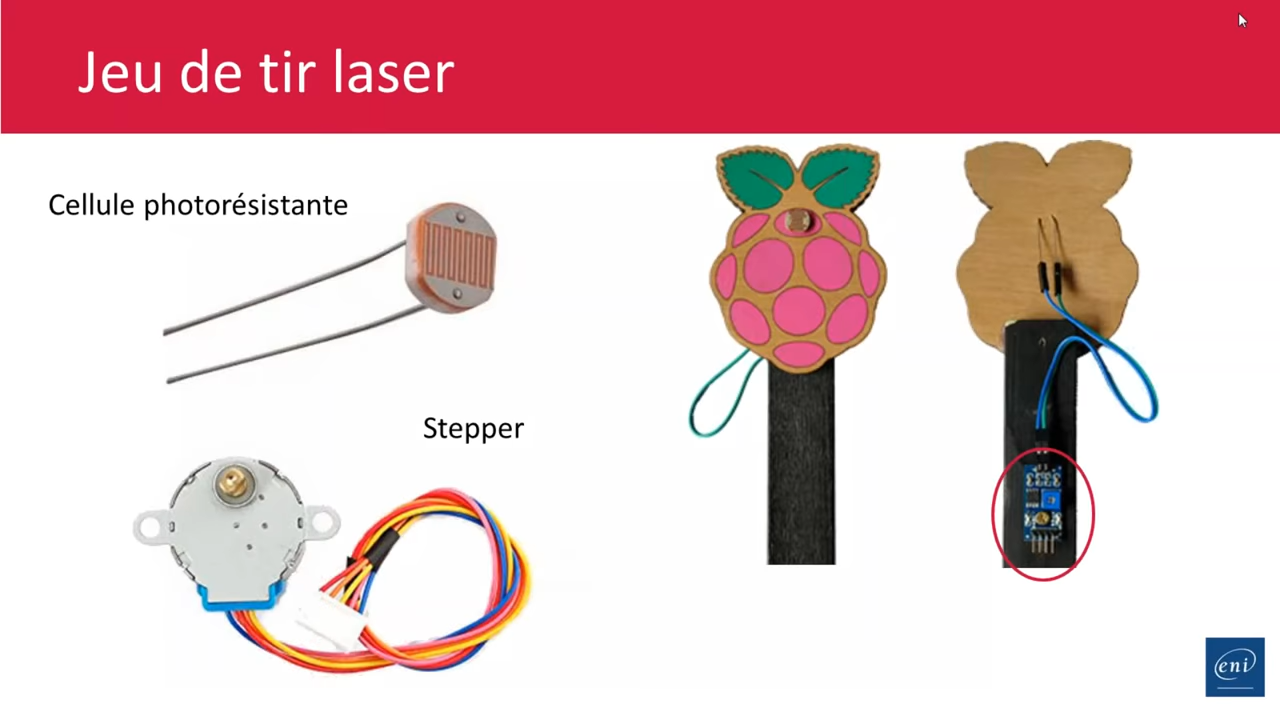 Jeu de tir laser
Cellule photorésistante
Stepper
eni